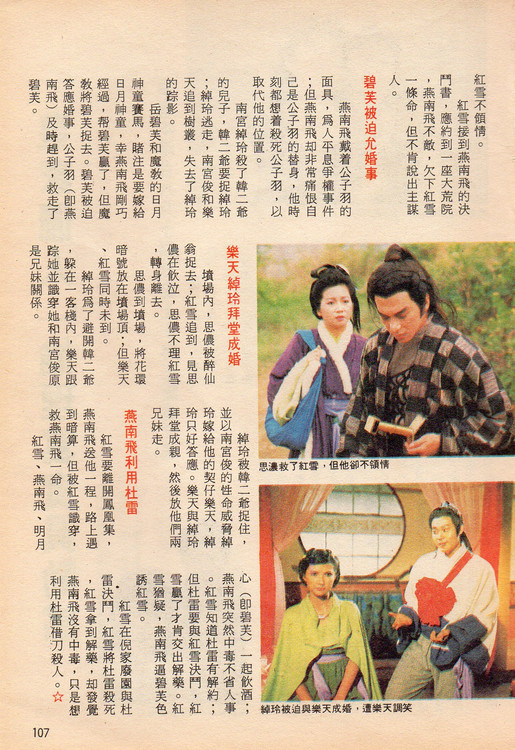 紅雪不領情。
紅雪接到燕南飛的決
鬥書，應約到一座大荒院
，燕南飛不敵，欠下紅雪
一條命，但不肯說出主謀
人。
碧芙被迫允婚事
燕南飛戴着公子羽的
面具，爲人平息爭權事件
；但燕南飛却非常痛恨自
己是公子羽的替身，他時
刻都想着殺死公子羽，以
取代他的位置。
南宮綽玲殺了韓二爺
的兒子，韓二爺要捉綽玲
；綽玲逃走，南宮俊和樂
天追到樹叢，失去了綽玲
的踪影。
岳碧芙和魔敎的日月
神童賽馬，賭注是要嫁給
日月神童，幸燕南飛剛巧
經過，幫碧芙贏了，但魔
敎將碧芙捉去。碧芙被迫
答應婚事，公子羽（卽燕
南飛）及時趕到，救走了
碧芙。
樂天綽玲拜堂成婚
墳場內，思儂被醉仙
翁捉去；紅雪追到，見思
儂在飲泣，思儂不理紅雪
，轉身離去。
思儂到墳場，將花環
暗號放在墳場頂；但樂天
、紅雪同時未到。
綽玲爲了避開韓二爺
，躲在一客棧內，樂天跟
踪她並識穿她和南宮俊原
是兄妹關係。
思濃救了紅雪，但他卻不領情
綽玲被韓二爺捉住，
並以南宮俊的性命威脅綽
玲嫁給他的契仔樂天，綽
玲只好答應。樂天與綽玲
拜堂成親，然後放他們兩
兄妹走。
燕南飛利用杜雷
紅雪要離開鳳凰集，
燕南飛送他一程，路上遇
到暗算，但被紅雪識穿，
救燕南飛一命。
紅雪、燕南飛、明月
心（卽碧芙）一起飲酒；
燕南飛突然中毒不省人事
。紅雪知道杜雷有解葯；
但杜雷要與紅雪決鬥，紅
雪贏了才肯交出解葯。紅
雪猶疑，燕南飛逼碧芙色
誘紅雪。
紅雪在倪家廢園與杜
雷決鬥，紅雪將杜雷殺死
，紅雪拿到解葯，却發覺
燕南飛沒有中毒，只是想
利用杜雷借刀殺人。☆
綽玲被迫與樂天成婚，遭樂天調笑
107